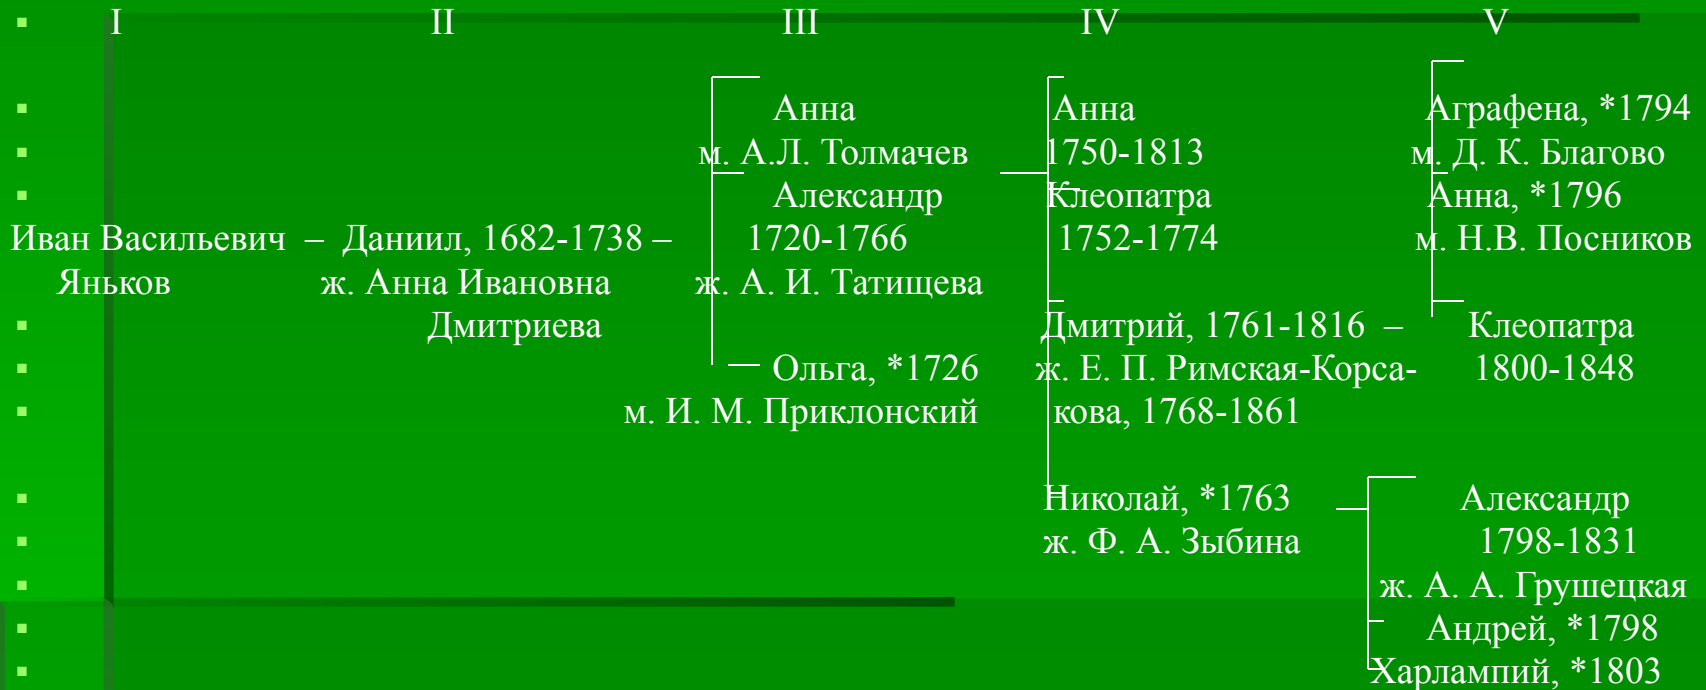 I II III IV V
Анна Анна Аграфена, *1794
м. А.Л. Толмачев 1750-1813 м. Д. К. Благово
Александр Клеопатра Анна, *1796
Иван Васильевич – Даниил, 1682-1738 – 1720-1766 1752-1774 м. Н.В. Посников
Яньков ж. Анна Ивановна ж. А. И. Татищева
Дмитриева Дмитрий, 1761-1816 – Клеопатра
Ольга, *1726 ж. Е. П. Римская-Корса- 1800-1848
м. И. М. Приклонский кова, 1768-1861
Николай, *1763 Александр
ж. Ф. А. Зыбина 1798-1831
ж. А. А. Грушецкая
Андрей, *1798
Харлампий, *1803